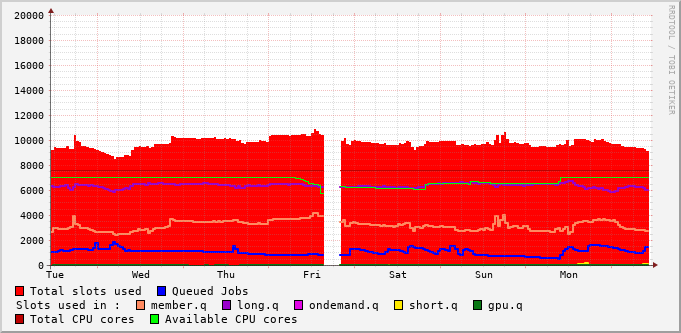 20000
18000
16000
14000
12000
10000
8000
6000
4000
2000
0
Tue Wed Thu Fri Sat Sun Mon
Total slots used Queued Jobs
Slots used in : member.q long.q ondemand.q short.q gpu.q
Total CPU cores Available CPU cores
RRDTOOL / TOBI OETIKER